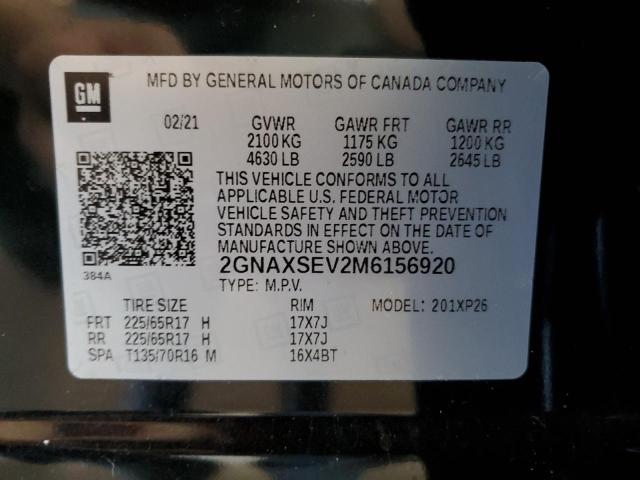 GM
MFD BY GENERAL MOTORS OF CANADA COMPANY
02/21 GVWR GAWR FRT GAWR RR
2100 KG 1175 KG 1200 KG
4630 LB 2590 LB 2645 LB
THIS VEHICLE CONFORMS TO ALL
APPLICABLE U.S. FEDERAL MOTOR
VEHICLE SAFETY AND THEFT PREVENTION
STANDARDS IN EFFECT ON THE DATE
OF MANUFACTURE SHOWN ABOVE.
384A 2GNAXSEV2M6156920
TYPE: M.P.V.
TIRE SIZE RIM MODEL: 201XP26
FRT 225/65R17 H 17X7J
RR 225/65R17 H 17X7J
SPA T135/70R16 M 16X4BT